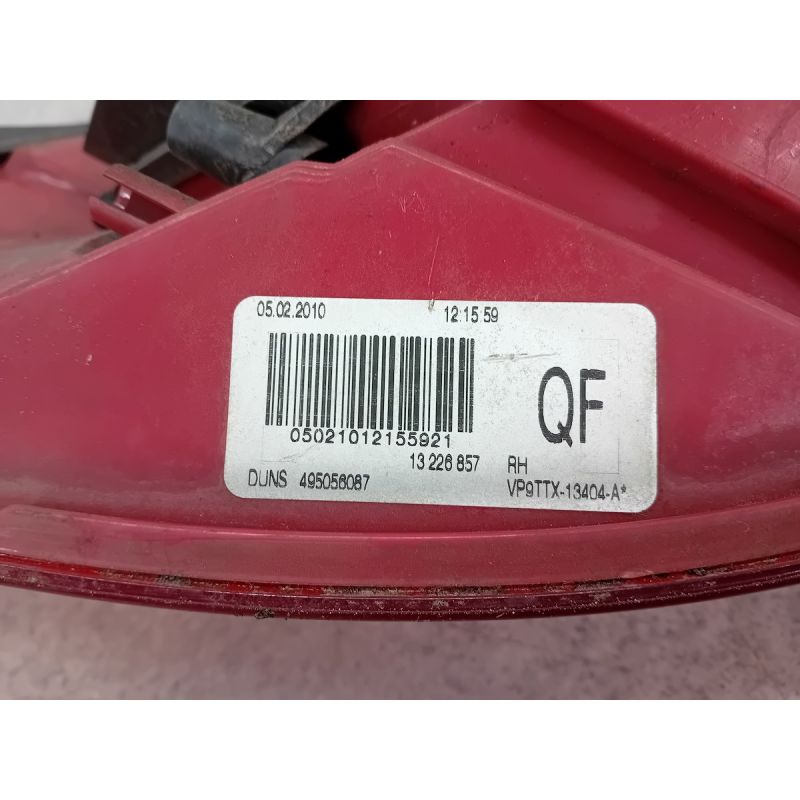 05.02.2010 12:15:59
QF
05021012155921
13 226 857 RH
DUNS 495056087 VP9TTX-13404-A*